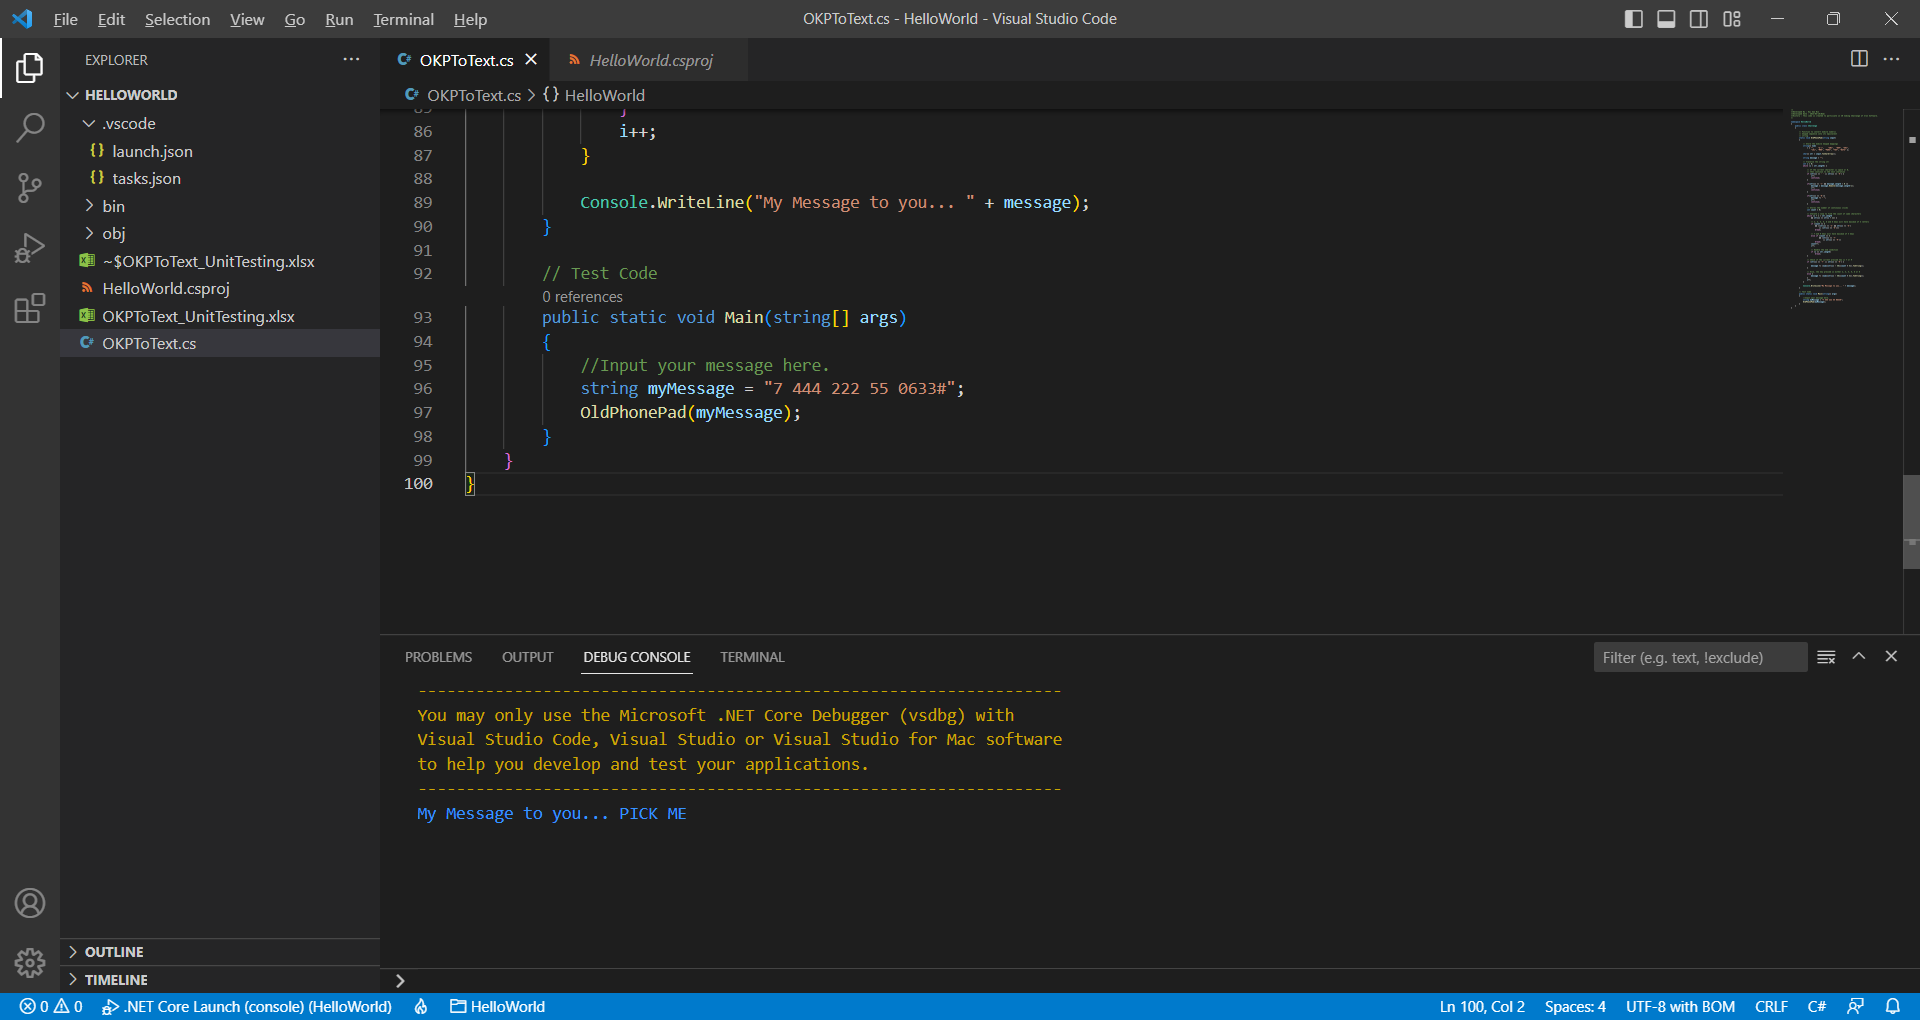 File Edit Selection View Go Run Terminal Help
OKPToText.cs - HelloWorld - Visual Studio Code
EXPLORER
HELLOWORLD
.vscode
{} launch.json
{} tasks.json
bin
obj
~$OKPToText_UnitTesting.xlsx
HelloWorld.csproj
OKPToText_UnitTesting.xlsx
C# OKPToText.cs
OUTLINE
TIMELINE
C# OKPToText.cs HelloWorld.csproj
C# OKPToText.cs > {} HelloWorld
86 i++;
87 }
88
89 Console.WriteLine("My Message to you... " + message);
90 }
91
92 // Test Code
0 references
93 public static void Main(string[] args)
94 {
95 //Input your message here.
96 string myMessage = "7 444 222 55 0633#";
97 OldPhonePad(myMessage);
98 }
99 }
100 }
PROBLEMS OUTPUT DEBUG CONSOLE TERMINAL
Filter (e.g. text, !exclude)
-------------------------------------------------------------------
You may only use the Microsoft .NET Core Debugger (vsdbg) with
Visual Studio Code, Visual Studio or Visual Studio for Mac software
to help you develop and test your applications.
-------------------------------------------------------------------
My Message to you... PICK ME
0 0 .NET Core Launch (console) (HelloWorld) HelloWorld
Ln 100, Col 2 Spaces: 4 UTF-8 with BOM CRLF C#